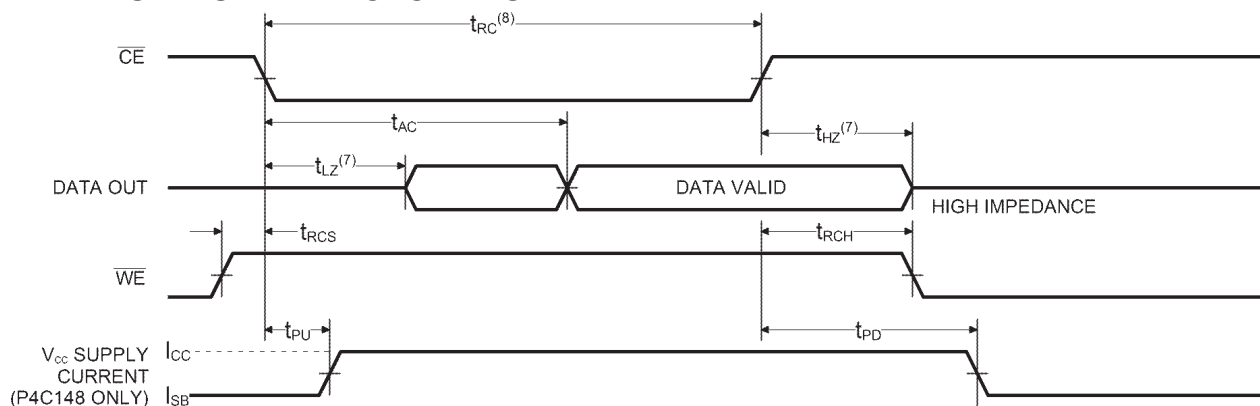 tRC(8)
CE
tAC
tHZ(7)
tLZ(7)
DATA OUT
DATA VALID
HIGH IMPEDANCE
tRCS
tRCH
WE
tPU
tPD
VCC SUPPLY ICC
CURRENT
(P4C148 ONLY) ISB